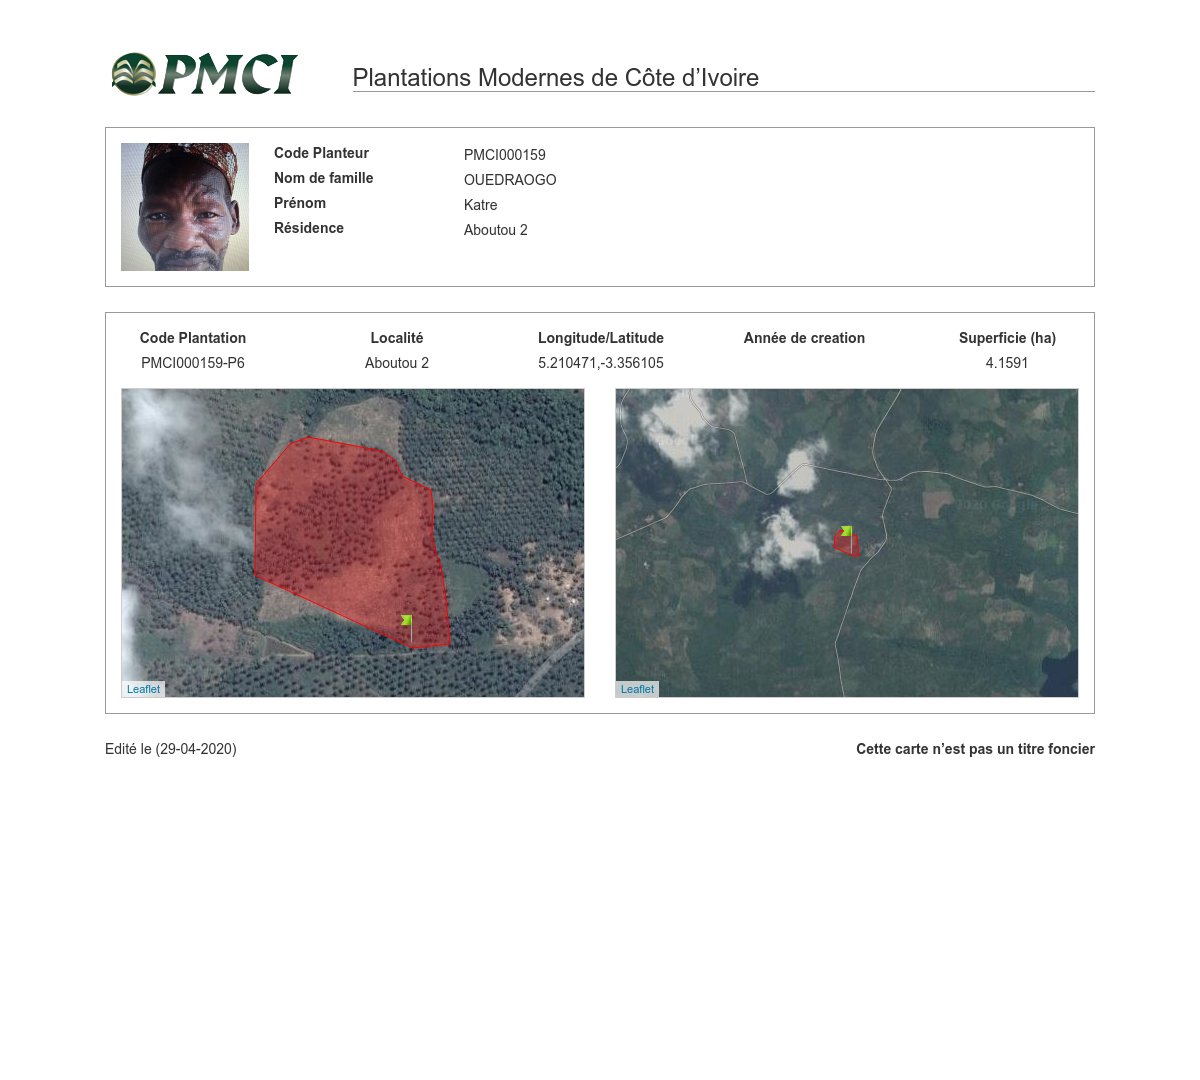 PMCI
Plantations Modernes de Côte d’Ivoire
Code Planteur PMCI000159
Nom de famille OUEDRAOGO
Prénom Katre
Résidence Aboutou 2
Code Plantation Localité Longitude/Latitude Année de creation Superficie (ha)
PMCI000159-P6 Aboutou 2 5.210471,-3.356105 4.1591
Leaflet Leaflet
Edité le (29-04-2020) Cette carte n’est pas un titre foncier